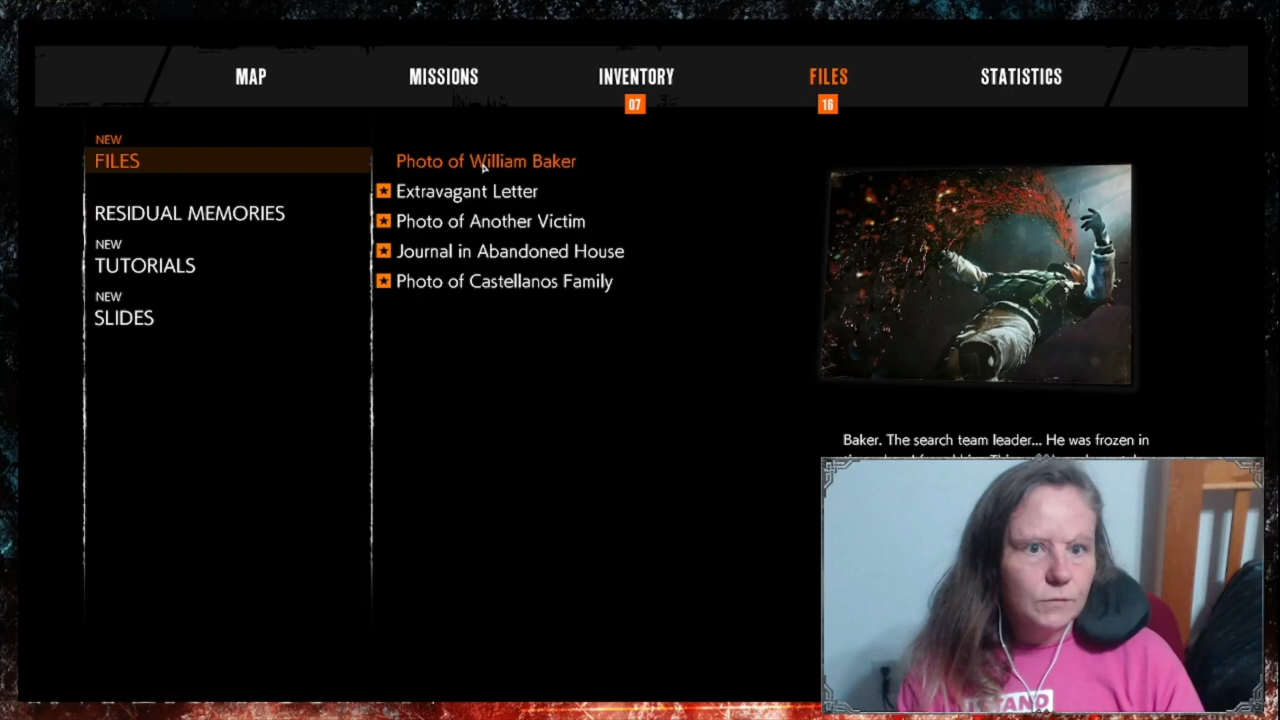 MAP
MISSIONS
INVENTORY
FILES
STATISTICS
07
16
NEW
FILES
RESIDUAL MEMORIES
NEW
TUTORIALS
NEW
SLIDES
Photo of William Baker
Extravagant Letter
Photo of Another Victim
Journal in Abandoned House
Photo of Castellanos Family
Baker. The search team leader... He was frozen in